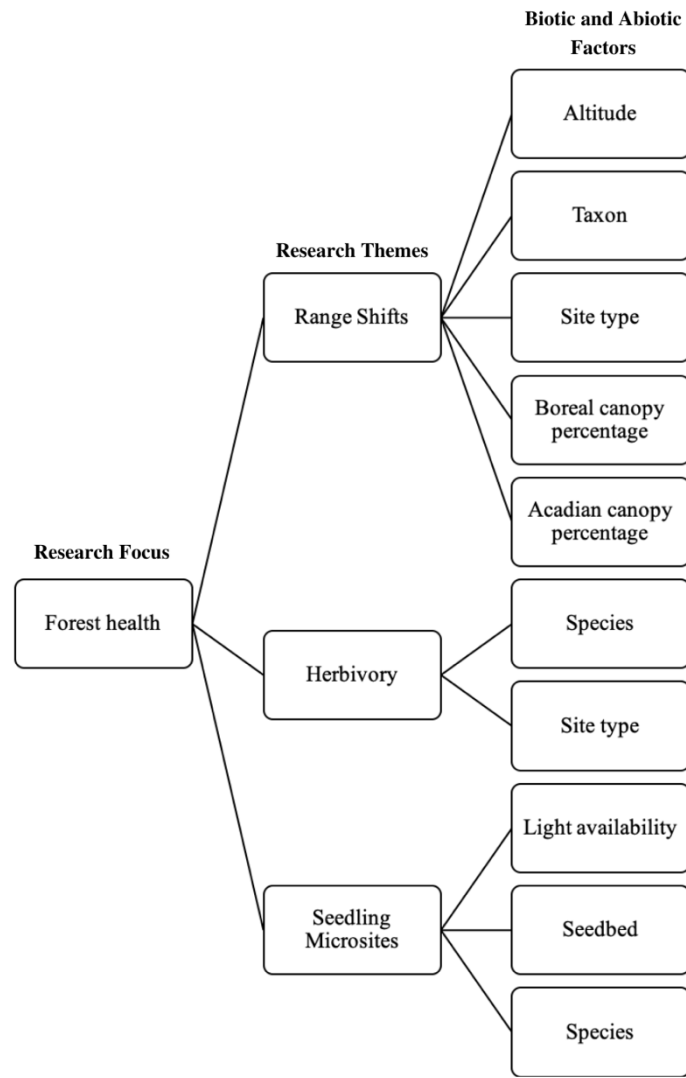 Biotic and Abiotic
Factors
Altitude
Taxon
Research Themes
Range Shifts
Site type
Boreal canopy
percentage
Acadian canopy
percentage
Research Focus
Forest health
Species
Herbivory
Site type
Light availability
Seedling
Microsites
Seedbed
Species